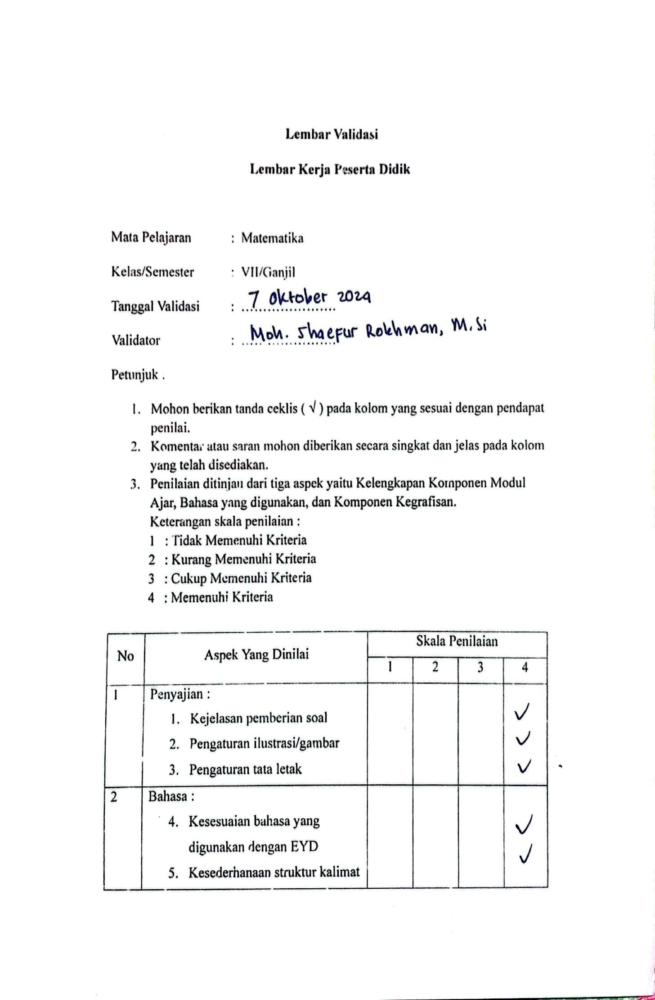 Lembar Validasi
Lembar Kerja Peserta Didik
Mata Pelajaran : Matematika
Kelas/Semester : VII/Ganjil
Tanggal Validasi : 7 Oktober 2024
Validator : Moh. Shaefur Rokhman, M.Si
Petunjuk :
1. Mohon berikan tanda ceklis ( √ ) pada kolom yang sesuai dengan pendapat
penilai.
2. Komentar atau saran mohon diberikan secara singkat dan jelas pada kolom
yang telah disediakan.
3. Penilaian ditinjau dari tiga aspek yaitu Kelengkapan Komponen Modul
Ajar, Bahasa yang digunakan, dan Komponen Kegrafisan.
Keterangan skala penilaian :
1 : Tidak Memenuhi Kriteria
2 : Kurang Memenuhi Kriteria
3 : Cukup Memenuhi Kriteria
4 : Memenuhi Kriteria
No Aspek Yang Dinilai Skala Penilaian
1 2 3 4
1 Penyajian :
1. Kejelasan pemberian soal ✓
2. Pengaturan ilustrasi/gambar ✓
3. Pengaturan tata letak ✓
2 Bahasa :
4. Kesesuaian bahasa yang ✓
digunakan dengan EYD
5. Kesederhanaan struktur kalimat ✓